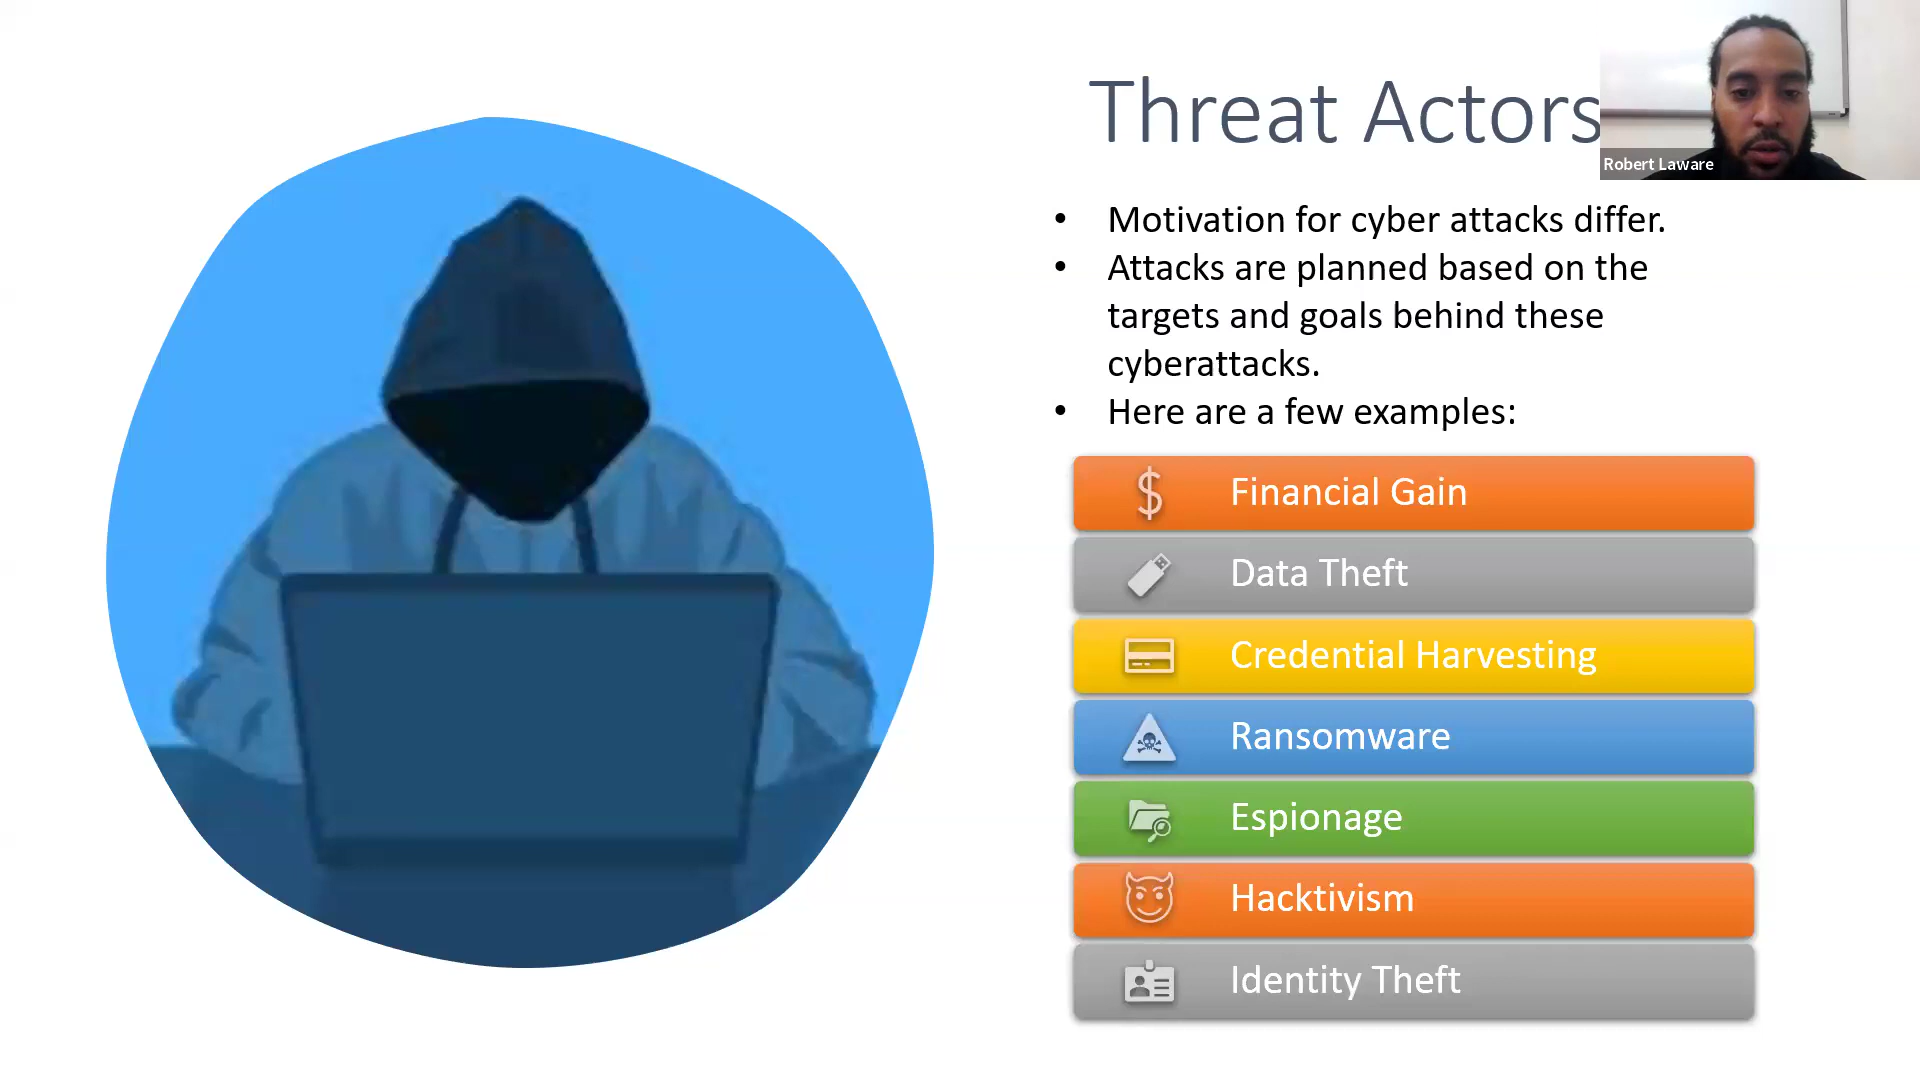 Threat Actors
Robert Laware
• Motivation for cyber attacks differ.
• Attacks are planned based on the
targets and goals behind these
cyberattacks.
• Here are a few examples:
$ Financial Gain
Data Theft
Credential Harvesting
Ransomware
Espionage
Hacktivism
Identity Theft